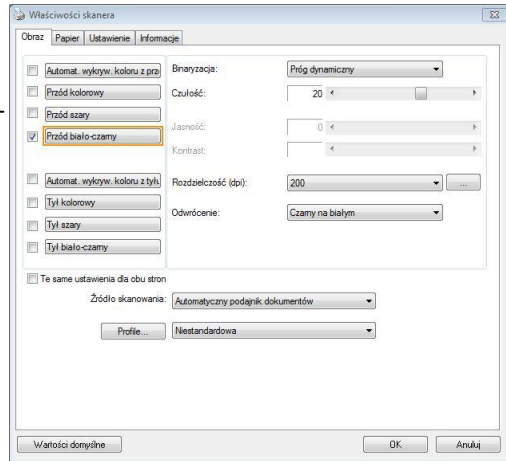 Właściwości skanera
Obraz Papier Ustawienie Informacje
Automat. wykryw. koloru z prze
Binaryzacja: Próg dynamiczny
Przód kolorowy
Czułość: 20
Przód szary
Jasność: 0
Przód biało-czarny
Kontrast:
Automat. wykryw. koloru z tyłu
Rozdzielczość (dpi): 200 ...
Tył kolorowy
Odwrócenie: Czarny na białym
Tył szary
Tył biało-czarny
Te same ustawienia dla obu stron
Źródło skanowania: Automatyczny podajnik dokumentów
Profile... Niestandardowa
Wartości domyślne OK Anuluj